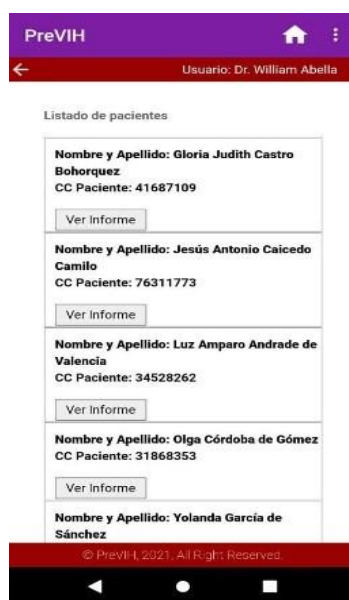 PreVIH
Usuario: Dr. William Abella
Listado de pacientes
Nombre y Apellido: Gloria Judith Castro
Bohorquez
CC Paciente: 41687109
Ver Informe
Nombre y Apellido: Jesús Antonio Caicedo
Camilo
CC Paciente: 76311773
Ver Informe
Nombre y Apellido: Luz Amparo Andrade de
Valencia
CC Paciente: 34528262
Ver Informe
Nombre y Apellido: Olga Córdoba de Gómez
CC Paciente: 31868353
Ver Informe
Nombre y Apellido: Yolanda García de
Sánchez
© PreVIH, 2021, All Right Reserved.